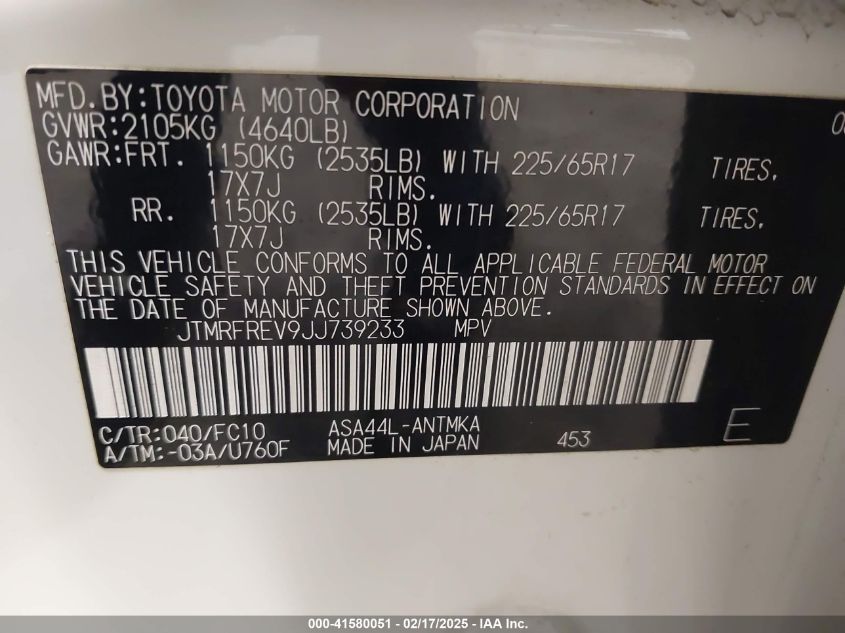 MFD.BY:TOYOTA MOTOR CORPORATION
GVWR:2105KG (4640LB)
GAWR:FRT. 1150KG (2535LB) WITH 225/65R17 TIRES,
17X7J RIMS.
RR. 1150KG (2535LB) WITH 225/65R17 TIRES,
17X7J RIMS.
THIS VEHICLE CONFORMS TO ALL APPLICABLE FEDERAL MOTOR
VEHICLE SAFETY AND THEFT PREVENTION STANDARDS IN EFFECT ON
THE DATE OF MANUFACTURE SHOWN ABOVE.
JTMRFREV9JJ739233 MPV
C/TR:040/FC10 ASA44L-ANTMKA
A/TM:-03A/U760F MADE IN JAPAN 453 E
000-41580051 - 02/17/2025 - IAA Inc.